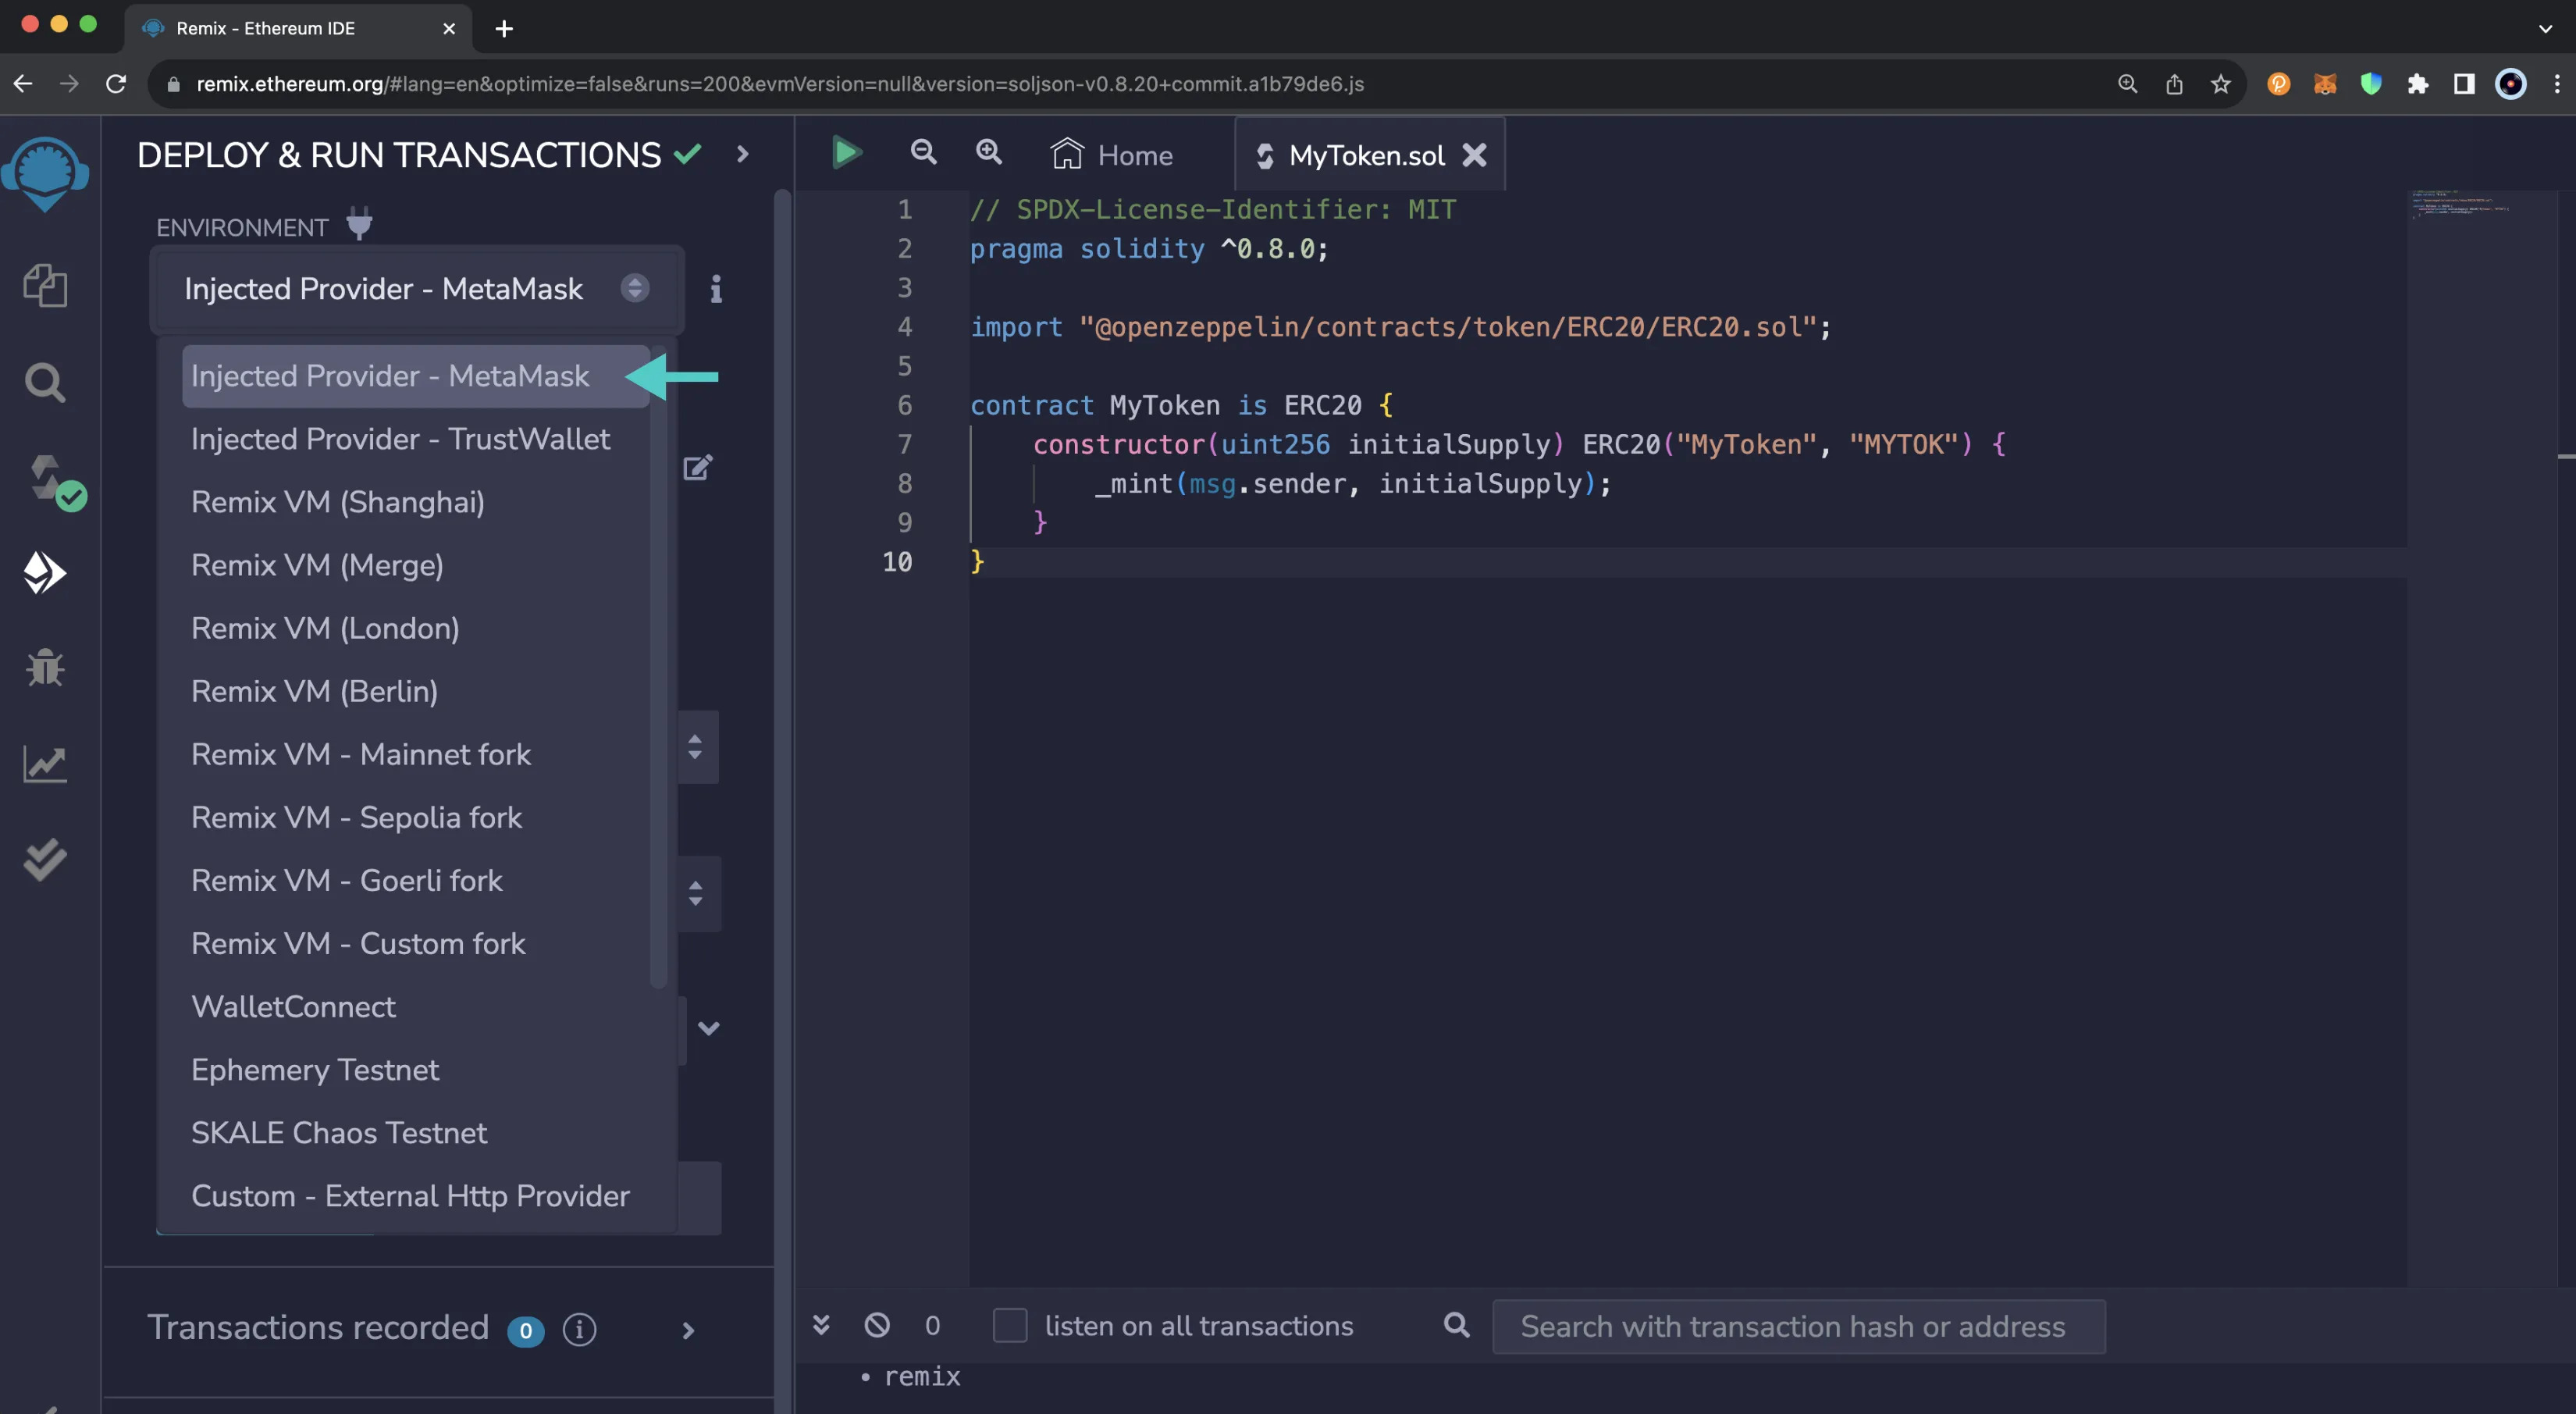 Remix - Ethereum IDE
remix.ethereum.org/#lang=en&optimize=false&runs=200&evmVersion=null&version=soljson-v0.8.20+commit.a1b79de6.js
DEPLOY & RUN TRANSACTIONS
ENVIRONMENT
Injected Provider - MetaMask
Injected Provider - MetaMask
Injected Provider - TrustWallet
Remix VM (Shanghai)
Remix VM (Merge)
Remix VM (London)
Remix VM (Berlin)
Remix VM - Mainnet fork
Remix VM - Sepolia fork
Remix VM - Goerli fork
Remix VM - Custom fork
WalletConnect
Ephemery Testnet
SKALE Chaos Testnet
Custom - External Http Provider
Transactions recorded 0 i
Home
MyToken.sol
1 // SPDX-License-Identifier: MIT
2 pragma solidity ^0.8.0;
3
4 import "@openzeppelin/contracts/token/ERC20/ERC20.sol";
5
6 contract MyToken is ERC20 {
7 constructor(uint256 initialSupply) ERC20("MyToken", "MYTOK") {
8 _mint(msg.sender, initialSupply);
9 }
10 }
0 listen on all transactions Search with transaction hash or address
• remix